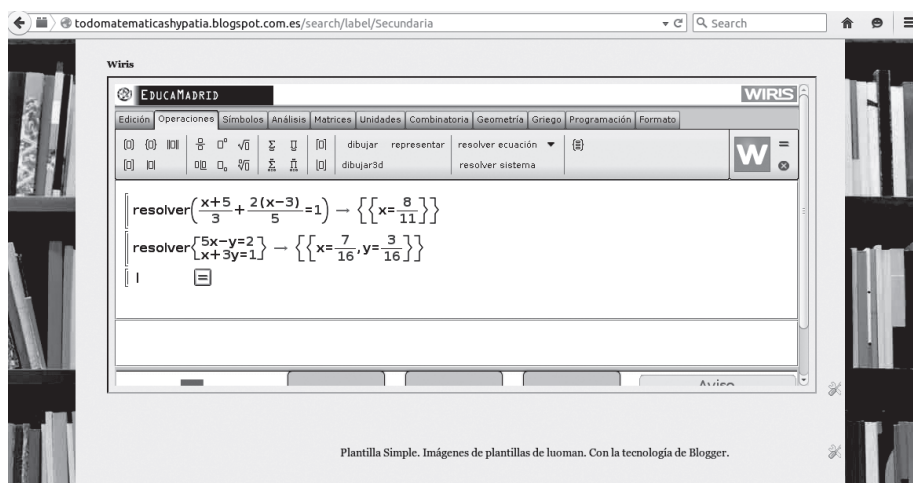 todomatematicashypatia.blogspot.com.es/search/label/Secundaria
Search
Wiris
EDUCAMADRID
WIRIS
Edición Operaciones Símbolos Análisis Matrices Unidades Combinatoria Geometría Griego Programación Formato
dibujar representar resolver ecuación
dibujar3d resolver sistema
W
resolver(x+5/3+2(x-3)/5=1) → {{x=8/11}}
resolver{5x-y=2
x+3y=1} → {{x=7/16,y=3/16}}
=
Plantilla Simple. Imágenes de plantillas de luoman. Con la tecnología de Blogger.